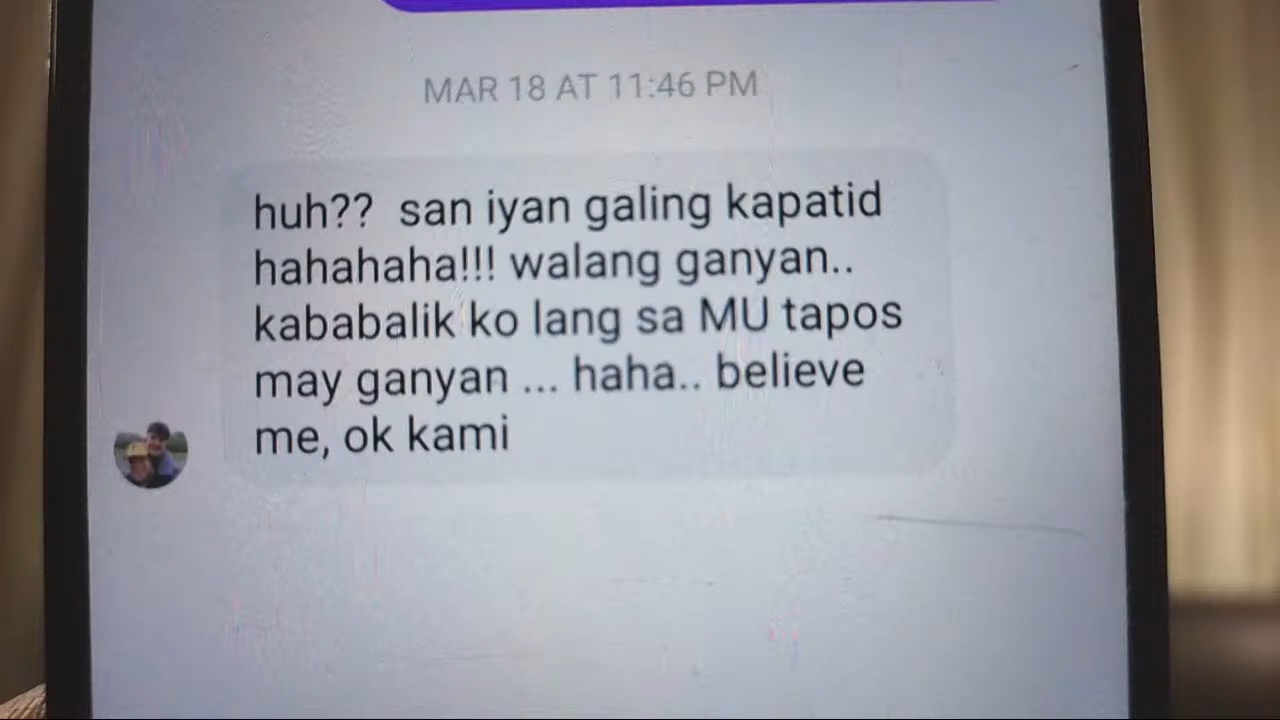 MAR 18 AT 11:46 PM
huh??  san iyan galing kapatid
hahahaha!!! walang ganyan..
kababalik ko lang sa MU tapos
may ganyan ... haha.. believe
me, ok kami